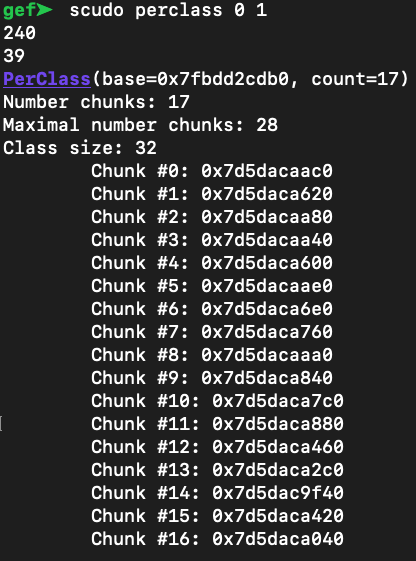 gef➤ scudo perclass 0 1
240
39
PerClass(base=0x7fbdd2cdb0, count=17)
Number chunks: 17
Maximal number chunks: 28
Class size: 32
Chunk #0: 0x7d5dacaac0
Chunk #1: 0x7d5daca620
Chunk #2: 0x7d5dacaa80
Chunk #3: 0x7d5dacaa40
Chunk #4: 0x7d5daca600
Chunk #5: 0x7d5dacaae0
Chunk #6: 0x7d5daca6e0
Chunk #7: 0x7d5daca760
Chunk #8: 0x7d5dacaaa0
Chunk #9: 0x7d5daca840
Chunk #10: 0x7d5daca7c0
Chunk #11: 0x7d5daca880
Chunk #12: 0x7d5daca460
Chunk #13: 0x7d5daca2c0
Chunk #14: 0x7d5dac9f40
Chunk #15: 0x7d5daca420
Chunk #16: 0x7d5daca040